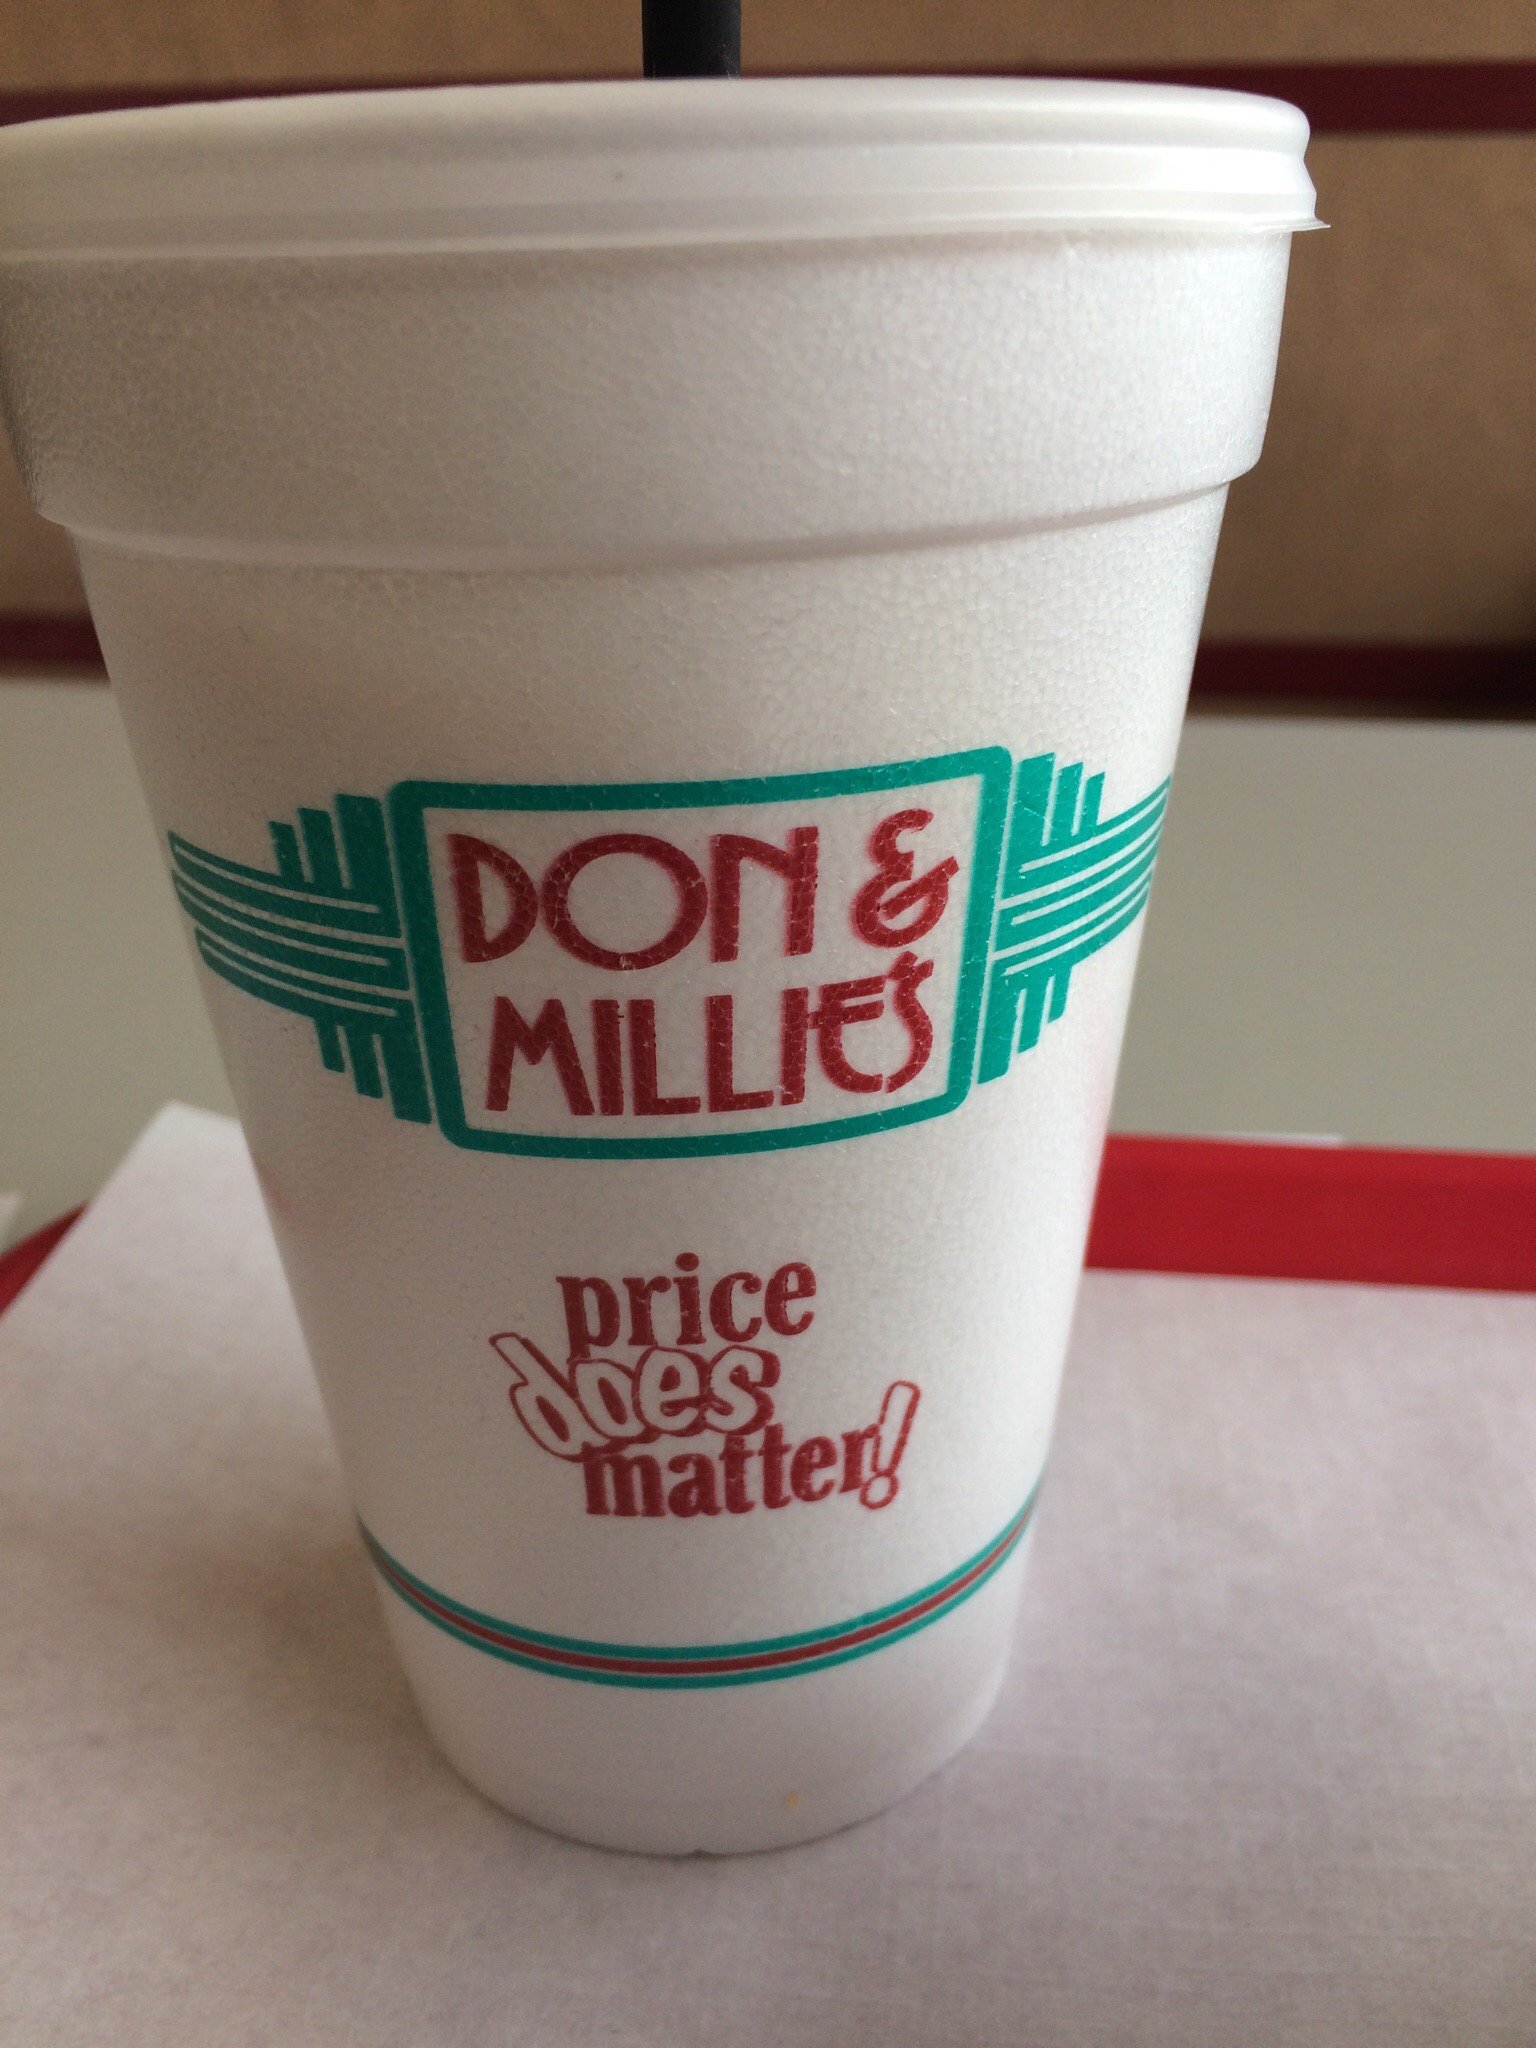 DON &
MILLIE'S
price
does
matter!